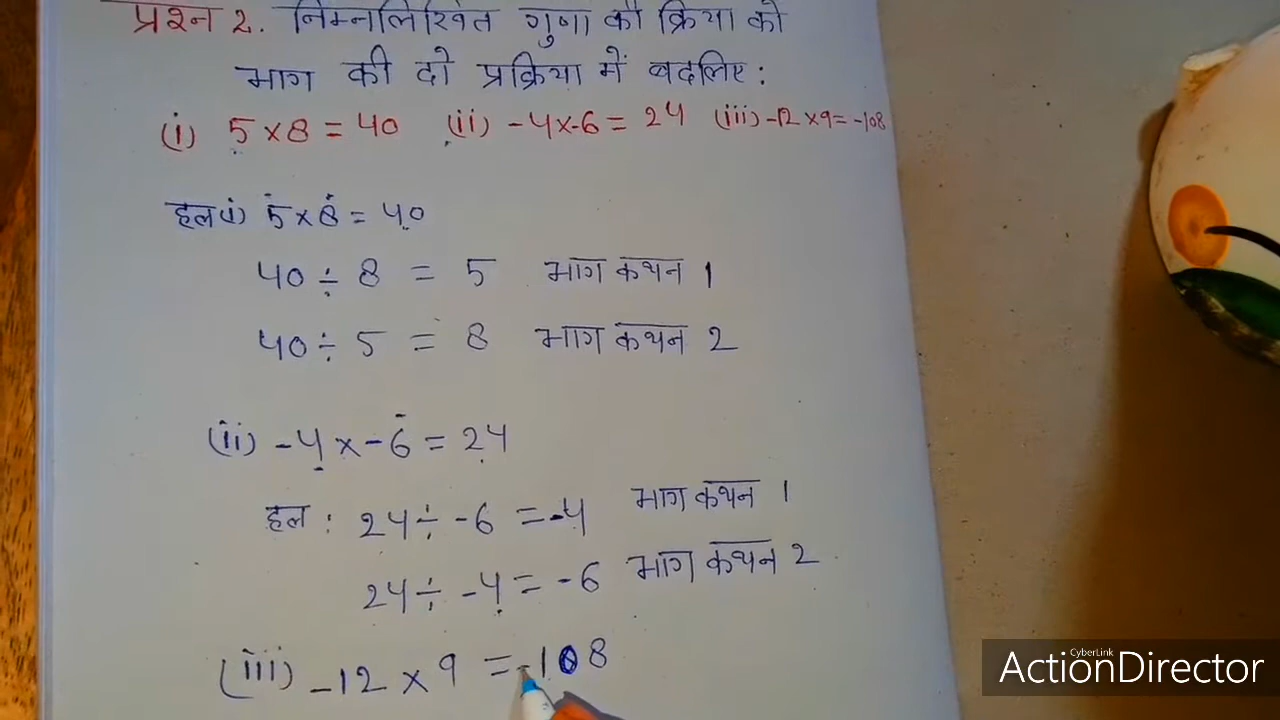 प्रश्न 2. निम्नलिखित गुणा की क्रिया को
भाग की दो प्रक्रिया में बदलिए:
(i) 5×8=40 (ii) -4×-6=24 (iii) -12×9=-108
हल (i) 5×8=40
40÷8=5 भाग कथन 1
40÷5=8 भाग कथन 2
(ii) -4×-6=24
हल: 24÷-6=-4 भाग कथन 1
24÷-4=-6 भाग कथन 2
(iii) -12×9=-108
CyberLink
ActionDirector